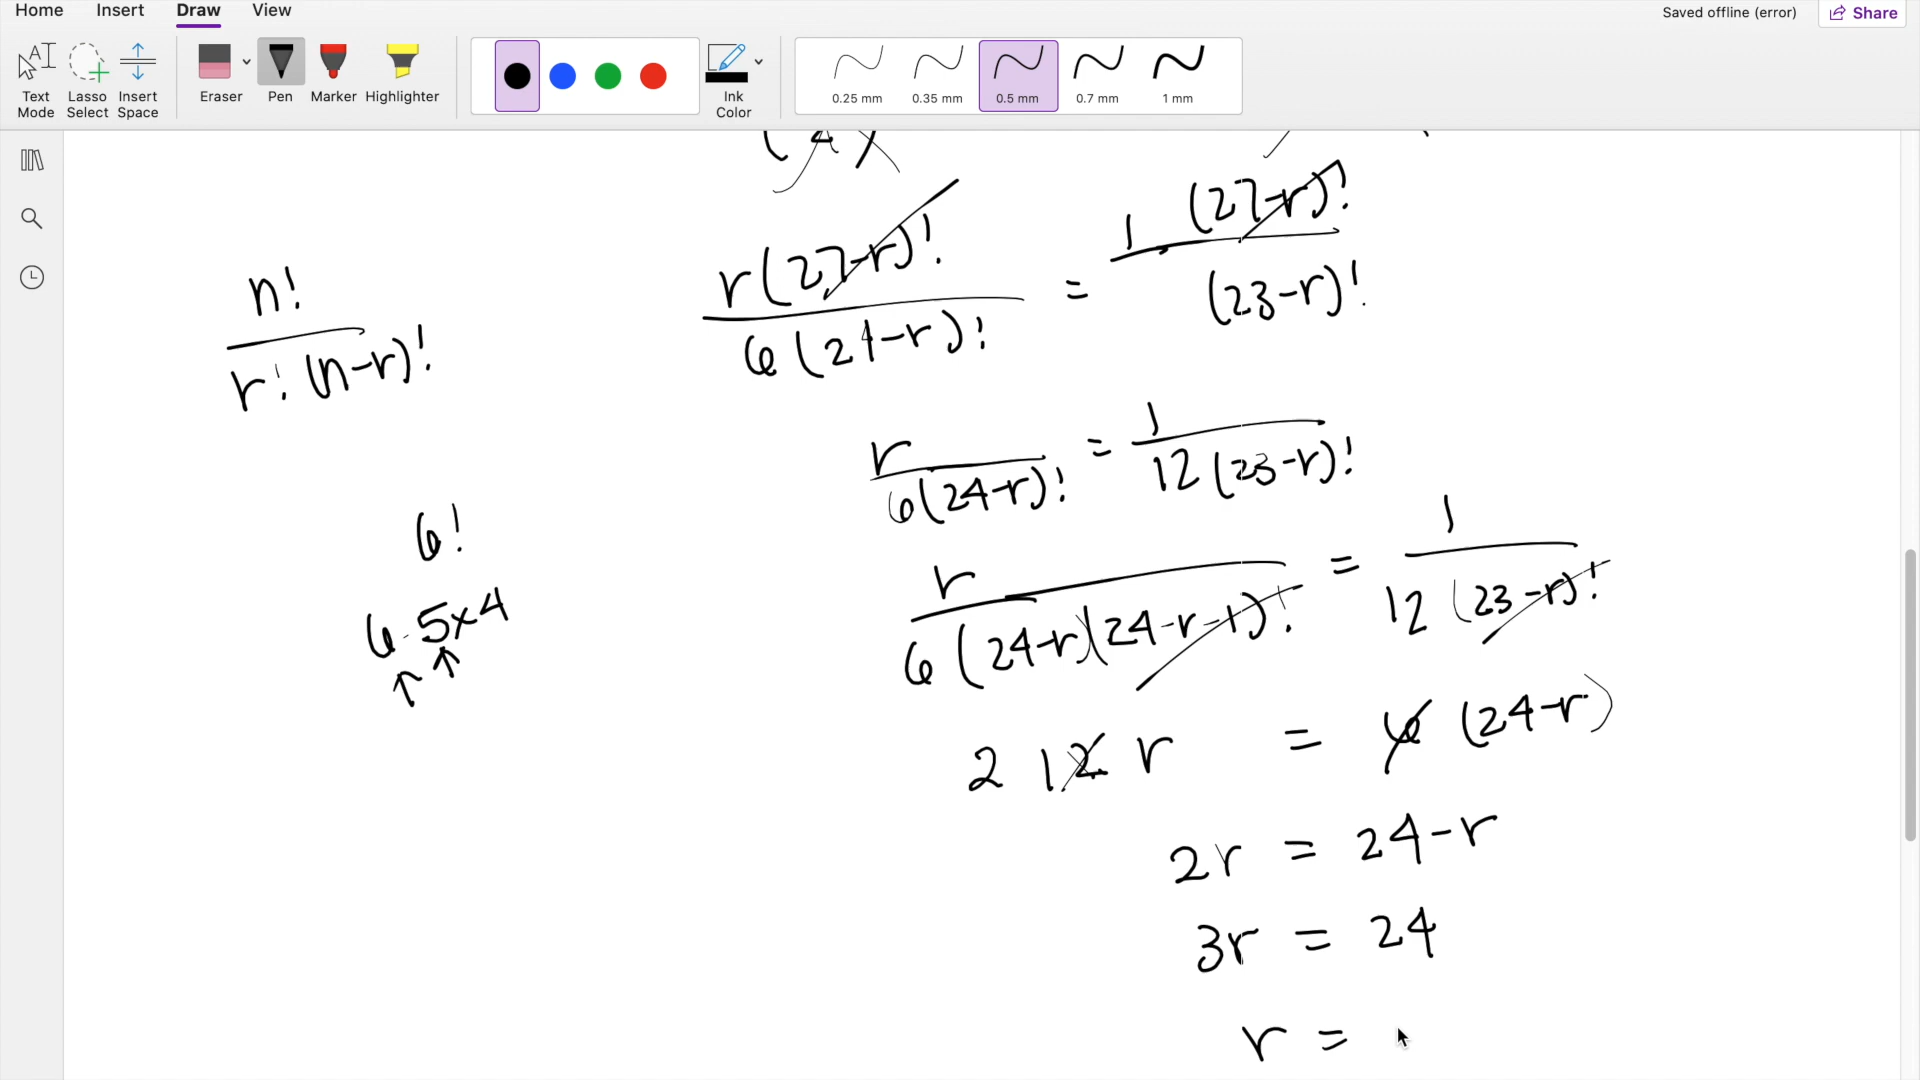 Home Insert Draw View
Saved offline (error) Share
Text Mode
Lasso Select
Insert Space
Eraser
Pen
Marker
Highlighter
Ink Color
0.25 mm 0.35 mm 0.5 mm 0.7 mm 1 mm
n!
r! (n-r)!
r(27-r)! / 6(24-r)! = 1 (27-r)! / (23-r)!
r / 6(24-r)! = 1 / 12(23-r)!
6!
6·5×4
r / 6(24-r)(24-r-1)! = 1 / 12(23-r)!
2 12 r = 6 (24-r)
2r = 24-r
3r = 24
r =